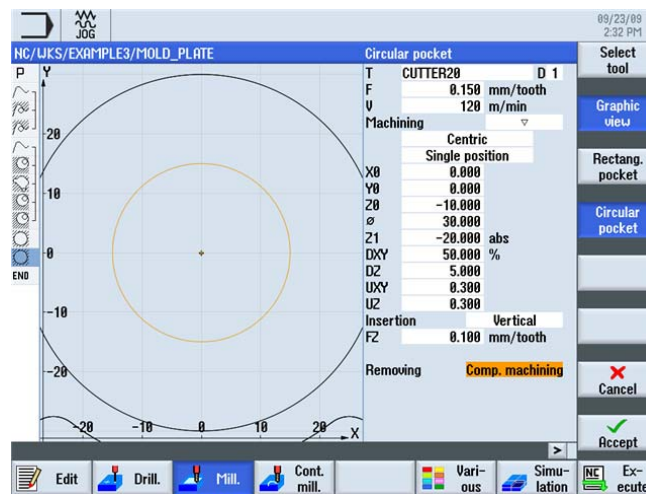 JOG
09/23/09
2:32 PM
NC/WKS/EXAMPLE3/MOLD_PLATE
Circular pocket
Select tool
P
Y
T CUTTER20 D 1
F 0.150 mm/tooth
V 120 m/min
Machining ▽
Centric
Single position
X0 0.000
Y0 0.000
Z0 -10.000
ø 30.000
Z1 -20.000 abs
DXY 50.000 %
DZ 5.000
UXY 0.300
UZ 0.300
Insertion Vertical
FZ 0.100 mm/tooth
Removing Comp. machining
20
10
0
-10
-20
-20 -10 0 20
X
END
Graphic view
Rectang. pocket
Circular pocket
Cancel
Accept
>
Edit
Drill.
Mill.
Cont. mill.
Vari- ous
Simu- lation
NC
Ex- ecute